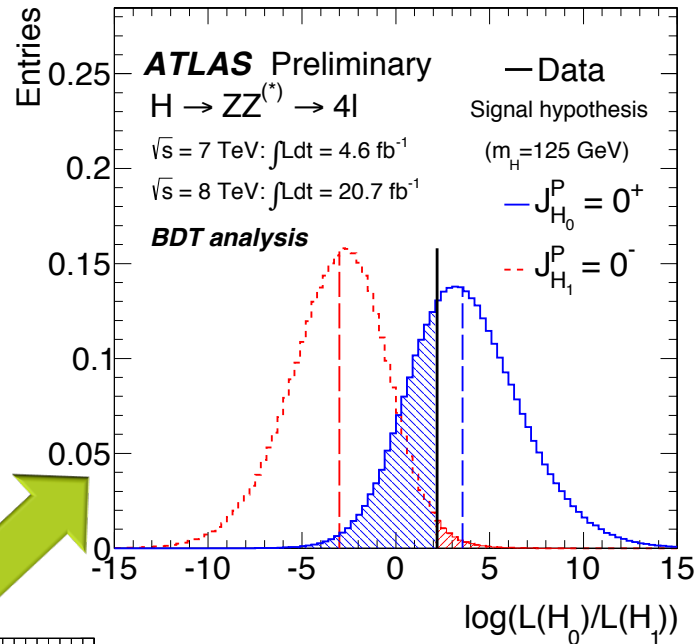 Entries
0.25
0.2
0.15
0.1
0.05
0
ATLAS Preliminary
H → ZZ(*) → 4l
√s = 7 TeV: ∫Ldt = 4.6 fb-1
√s = 8 TeV: ∫Ldt = 20.7 fb-1
BDT analysis
Data
Signal hypothesis
(mH=125 GeV)
JPH0 = 0+
JPH1 = 0-
-15 -10 -5 0 5 10 15
log(L(H0)/L(H1))